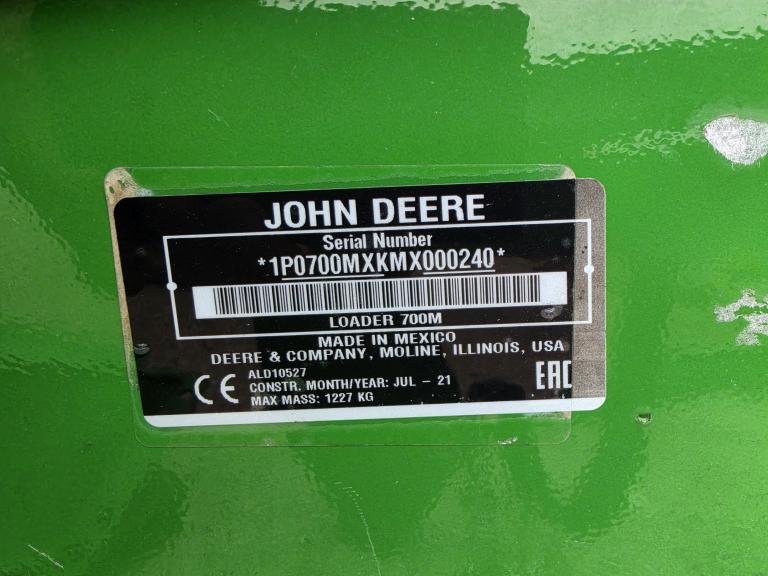 JOHN DEERE
Serial Number
*1P0700MXKMX000240*
LOADER 700M
MADE IN MEXICO
DEERE & COMPANY, MOLINE, ILLINOIS, USA
ALD10527
CE CONSTR. MONTH/YEAR: JUL - 21 EAC
MAX MASS: 1227 KG